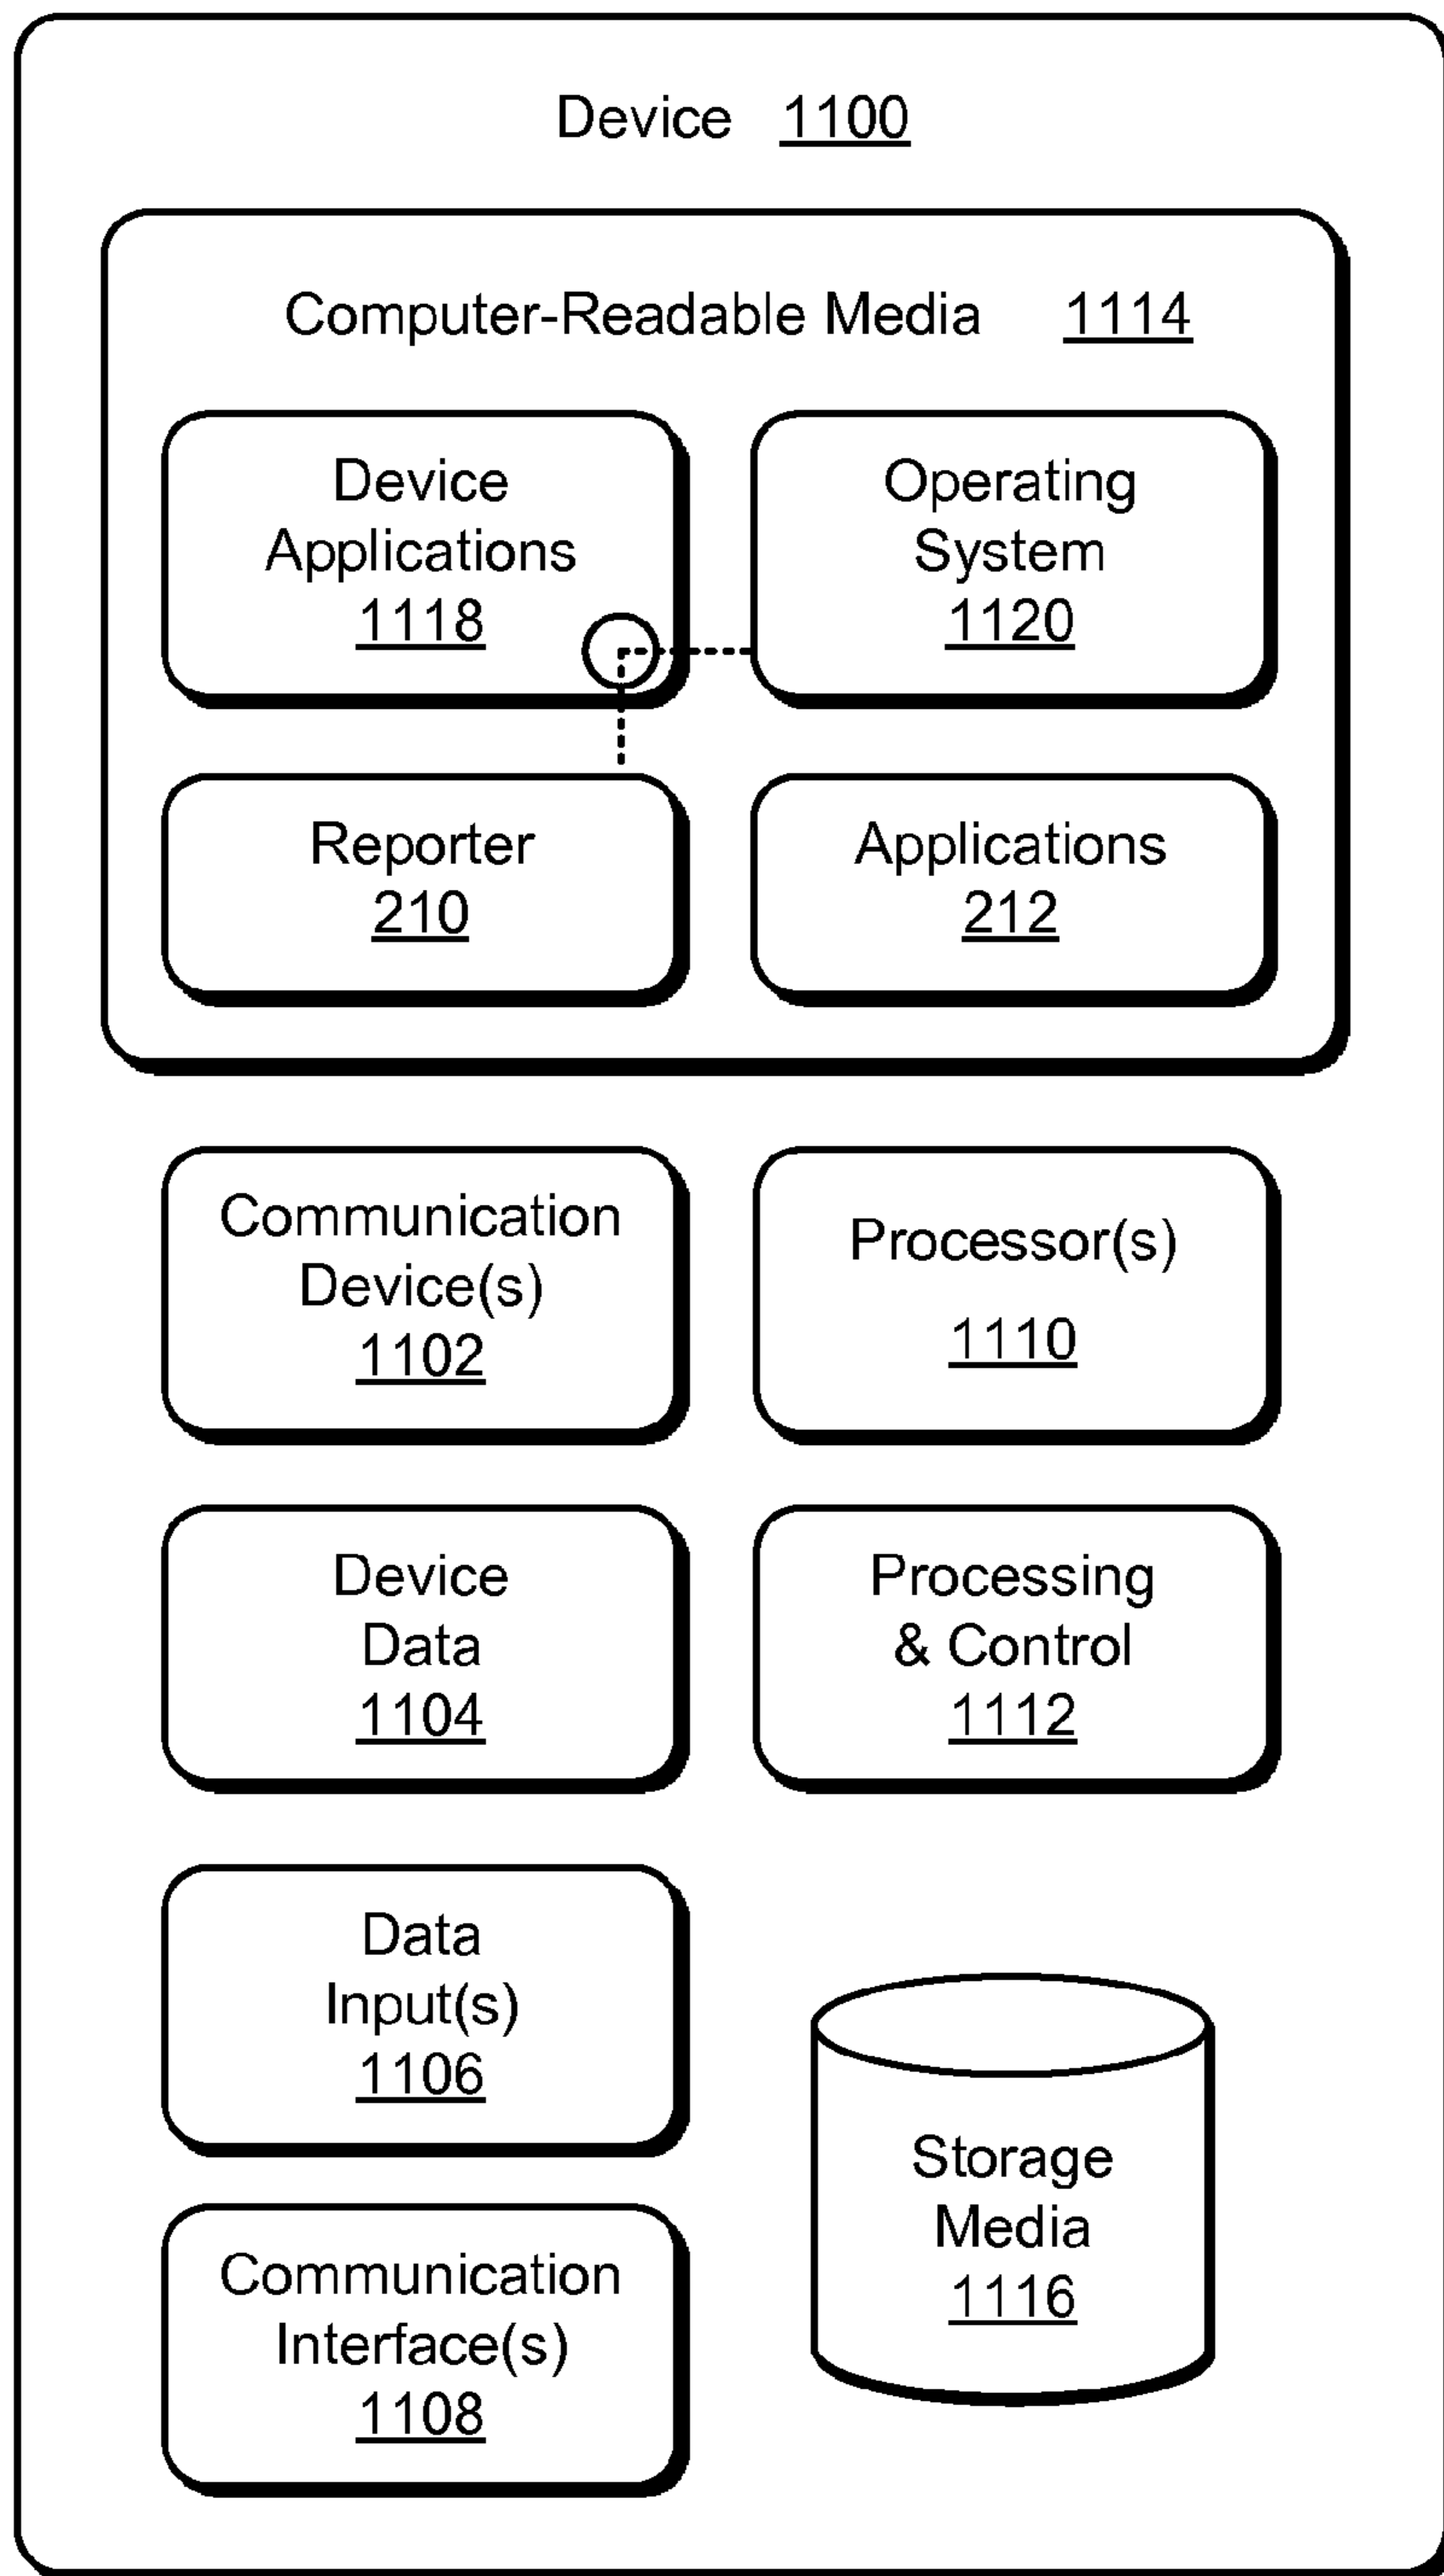 Device 1100
Computer-Readable Media 1114
Device
Applications
1118
Operating
System
1120
Reporter
210
Applications
212
Communication
Device(s)
1102
Processor(s)
1110
Device
Data
1104
Processing
& Control
1112
Data
Input(s)
1106
Storage
Media
1116
Communication
Interface(s)
1108